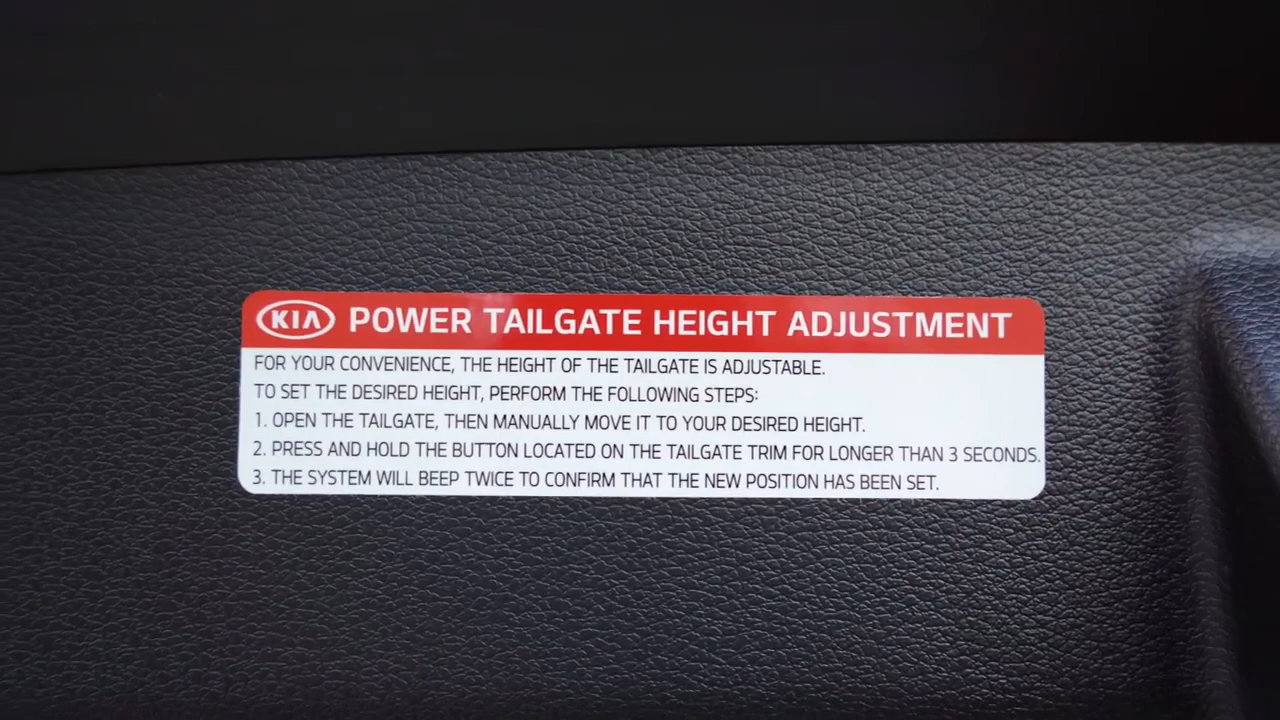 KIA POWER TAILGATE HEIGHT ADJUSTMENT
FOR YOUR CONVENIENCE, THE HEIGHT OF THE TAILGATE IS ADJUSTABLE.
TO SET THE DESIRED HEIGHT, PERFORM THE FOLLOWING STEPS:
1. OPEN THE TAILGATE, THEN MANUALLY MOVE IT TO YOUR DESIRED HEIGHT.
2. PRESS AND HOLD THE BUTTON LOCATED ON THE TAILGATE TRIM FOR LONGER THAN 3 SECONDS.
3. THE SYSTEM WILL BEEP TWICE TO CONFIRM THAT THE NEW POSITION HAS BEEN SET.